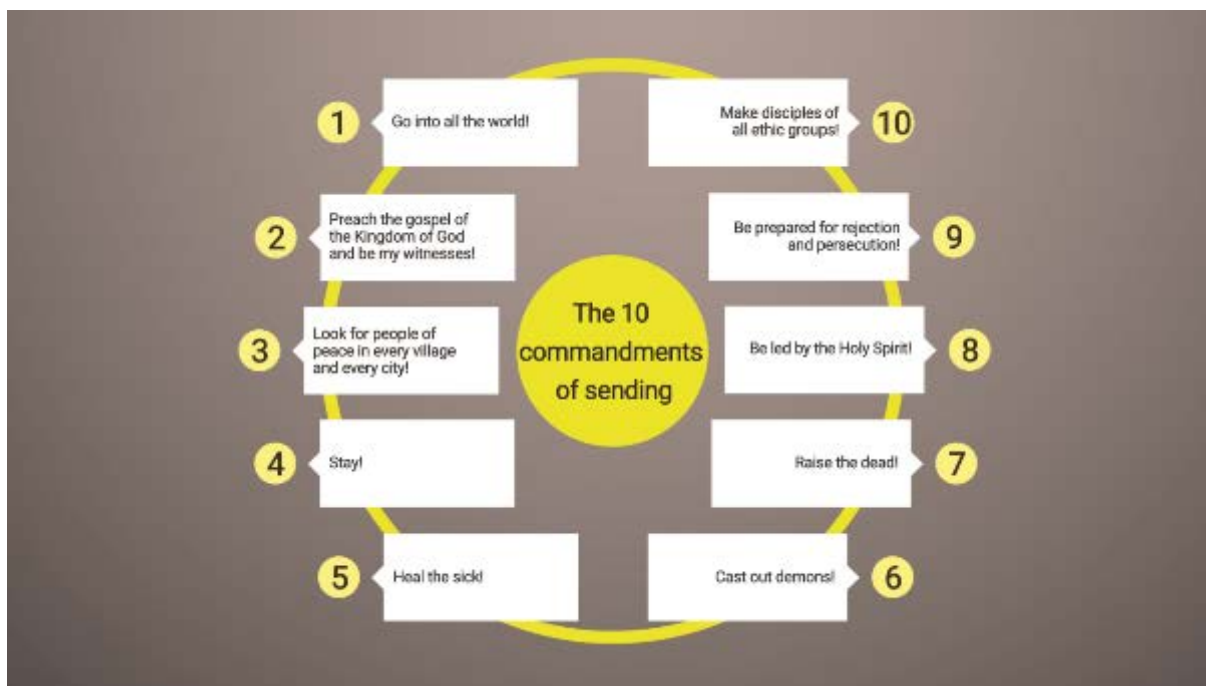 1
Go into all the world!
2
Preach the gospel of
the Kingdom of God
and be my witnesses!
3
Look for people of
peace in every village
and every city!
4
Stay!
5
Heal the sick!
The 10
commandments
of sending
Cast out demons!
6
Raise the dead!
7
Be led by the Holy Spirit!
8
Be prepared for rejection
and persecution!
9
Make disciples of
all ethic groups!
10